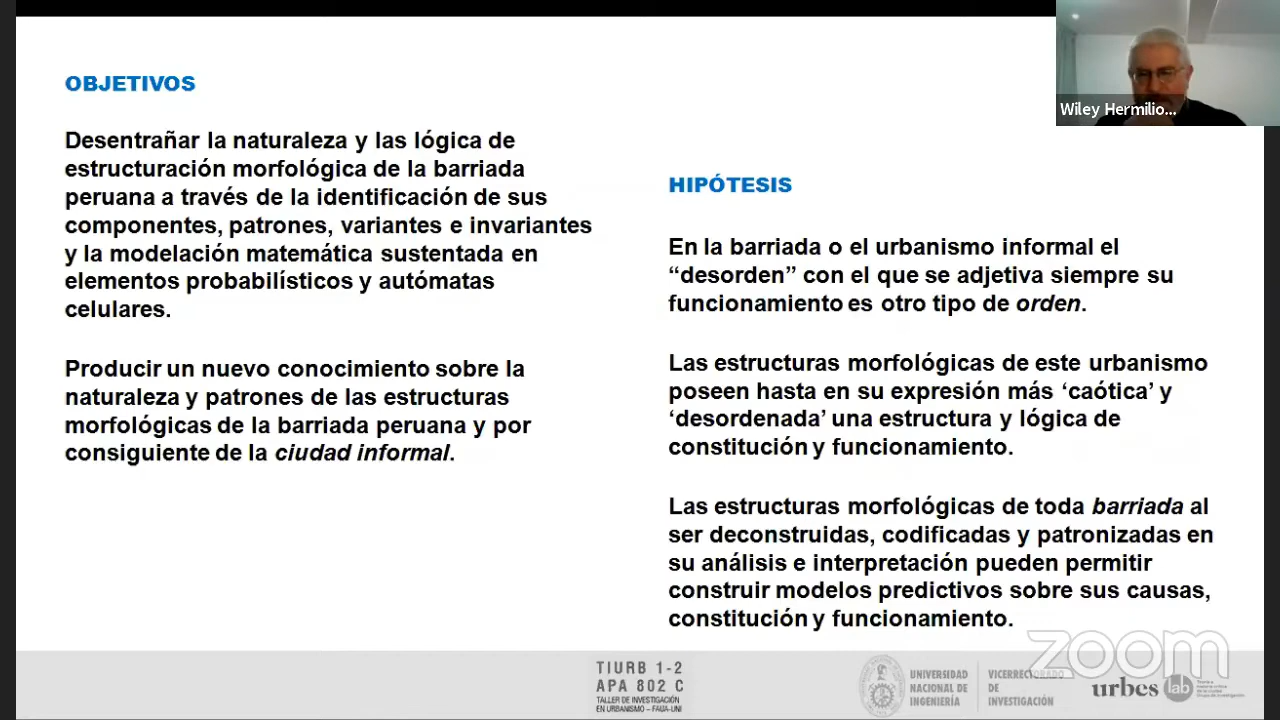 OBJETIVOS
Desentrañar la naturaleza y las lógica de
estructuración morfológica de la barriada
peruana a través de la identificación de sus
componentes, patrones, variantes e invariantes
y la modelación matemática sustentada en
elementos probabilísticos y autómatas
celulares.
Producir un nuevo conocimiento sobre la
naturaleza y patrones de las estructuras
morfológicas de la barriada peruana y por
consiguiente de la ciudad informal.
Wiley Hermilio...
HIPÓTESIS
En la barriada o el urbanismo informal el
“desorden” con el que se adjetiva siempre su
funcionamiento es otro tipo de orden.
Las estructuras morfológicas de este urbanismo
poseen hasta en su expresión más ‘caótica’ y
‘desordenada’ una estructura y lógica de
constitución y funcionamiento.
Las estructuras morfológicas de toda barriada al
ser deconstruidas, codificadas y patronizadas en
su análisis e interpretación pueden permitir
construir modelos predictivos sobre sus causas,
constitución y funcionamiento.
TIURB 1-2
APA 802 C
TALLER DE INVESTIGACIÓN
EN URBANISMO – FAUA-UNI
UNIVERSIDAD
NACIONAL DE
INGENIERÍA
VICERRECTORADO
DE
INVESTIGACIÓN
urbes lab
zoom